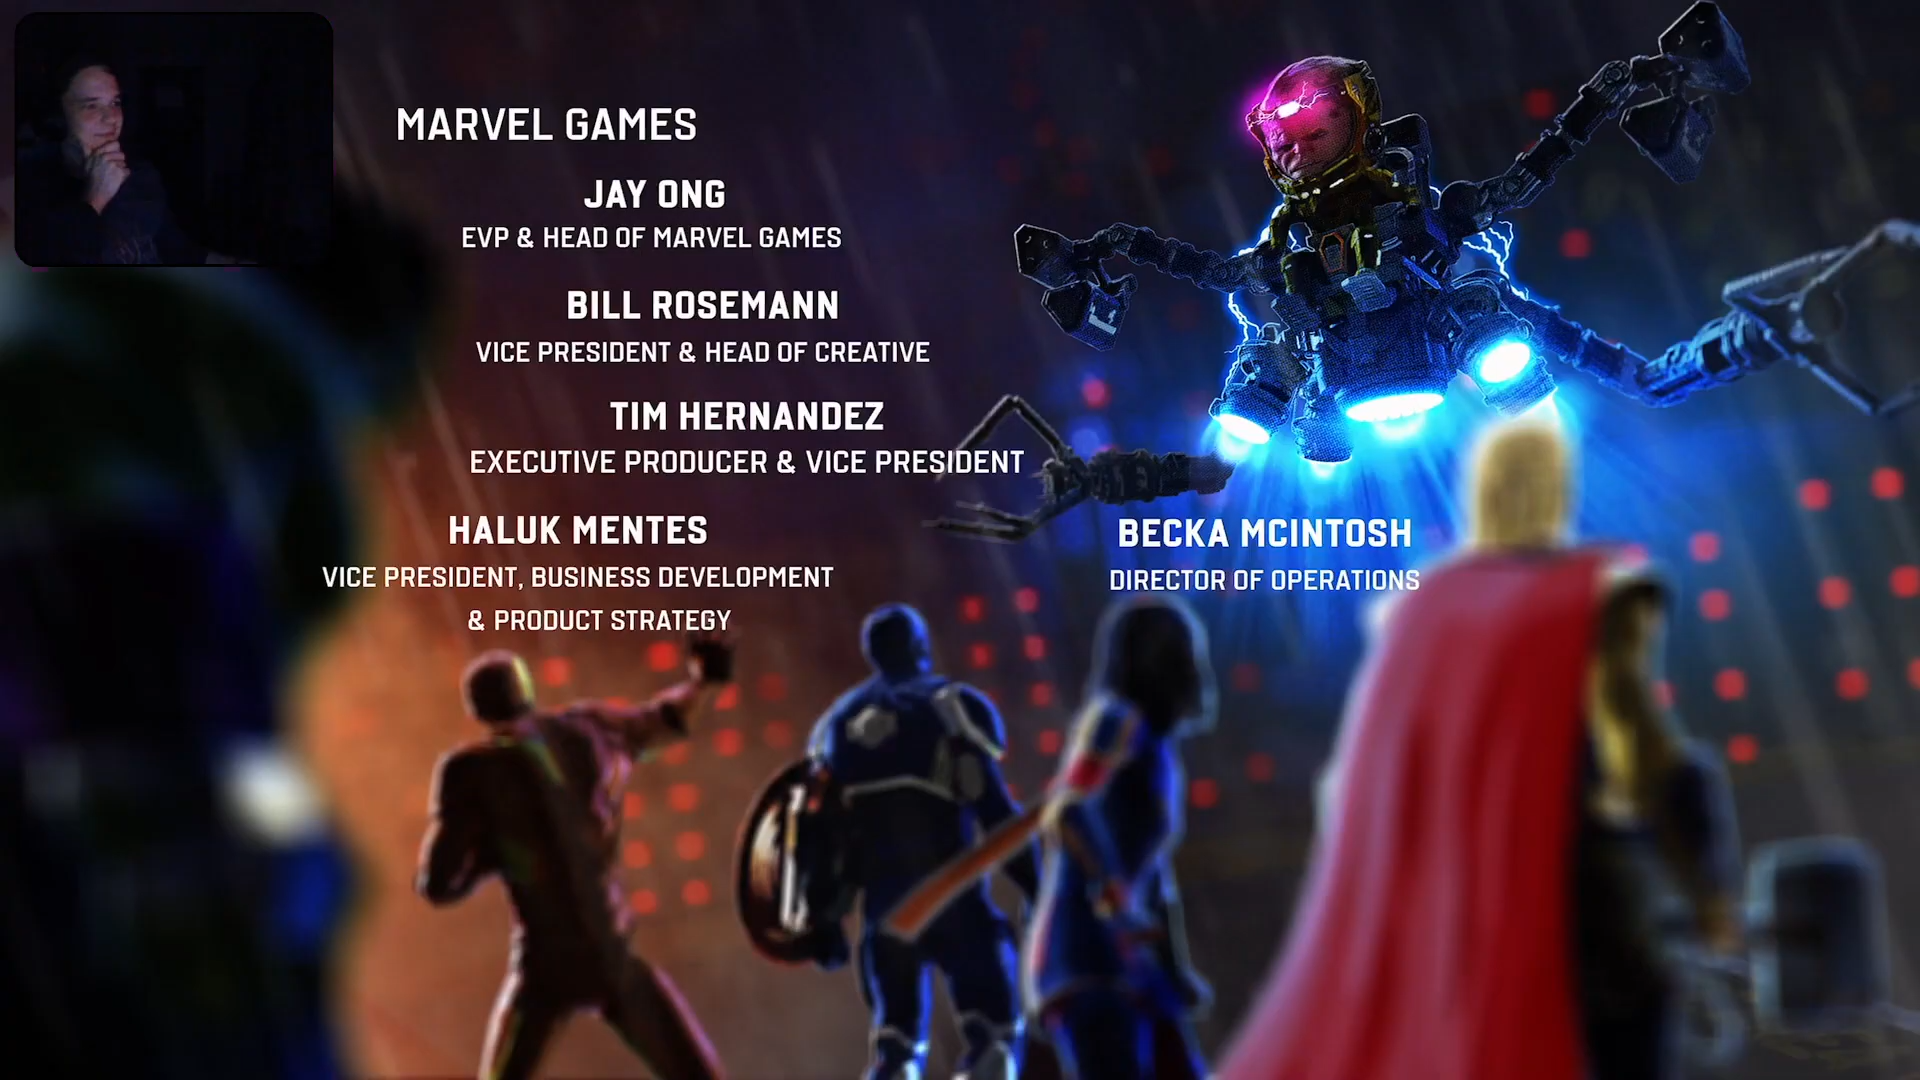 MARVEL GAMES
JAY ONG
EVP & HEAD OF MARVEL GAMES
BILL ROSEMANN
VICE PRESIDENT & HEAD OF CREATIVE
TIM HERNANDEZ
EXECUTIVE PRODUCER & VICE PRESIDENT
HALUK MENTES
VICE PRESIDENT, BUSINESS DEVELOPMENT
& PRODUCT STRATEGY
BECKA MCINTOSH
DIRECTOR OF OPERATIONS